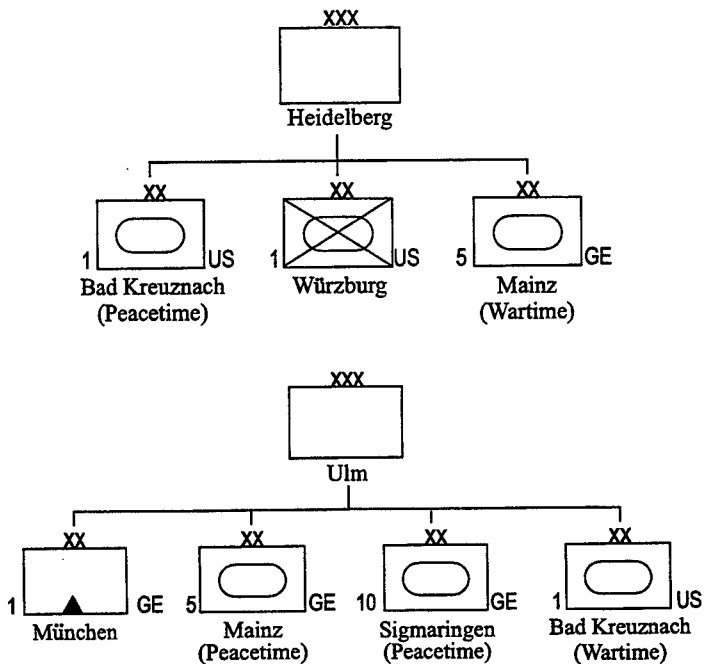 XXX
Heidelberg
XX XX XX
1 US 1 US 5 GE
Bad Kreuznach Würzburg Mainz
(Peacetime) (Wartime)
XXX
Ulm
XX XX XX XX
1 GE 5 GE 10 GE 1 US
München Mainz Sigmaringen Bad Kreuznach
(Peacetime) (Peacetime) (Wartime)